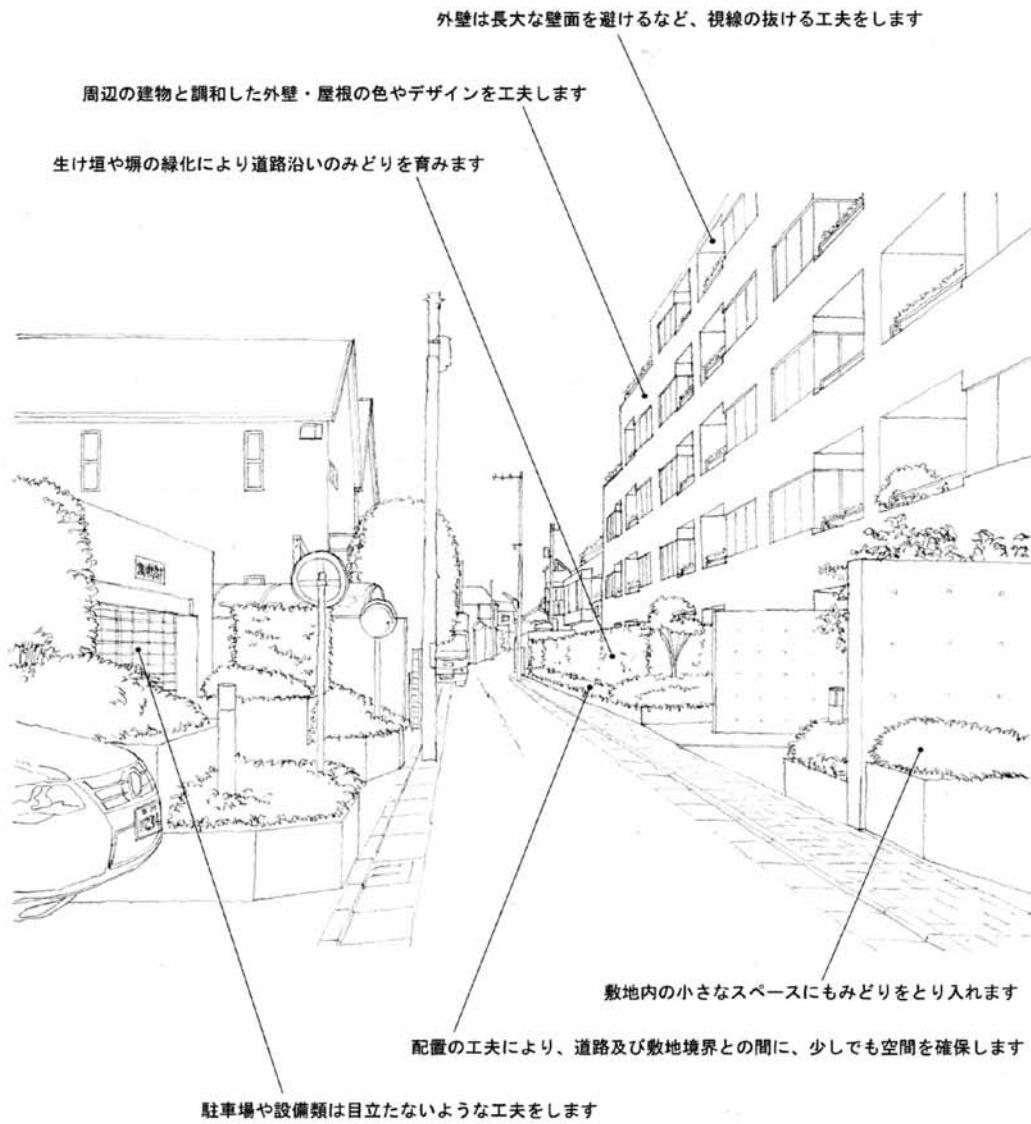 外壁は長大な壁面を避けるなど、視線の抜ける工夫をします
周辺の建物と調和した外壁・屋根の色やデザインを工夫します
生け垣や塀の緑化により道路沿いのみどりを育みます
敷地内の小さなスペースにもみどりをとり入れます
配置の工夫により、道路及び敷地境界との間に、少しでも空間を確保します
駐車場や設備類は目立たないような工夫をします